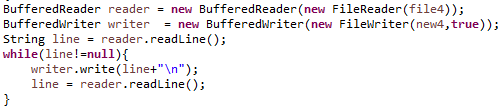 BufferedReader reader = new BufferedReader(new FileReader(file4));
BufferedWriter writer  = new BufferedWriter(new FileWriter(new4,true));
String line = reader.readLine();
while(line!=null){
    writer.write(line+"\n");
    line = reader.readLine();
}